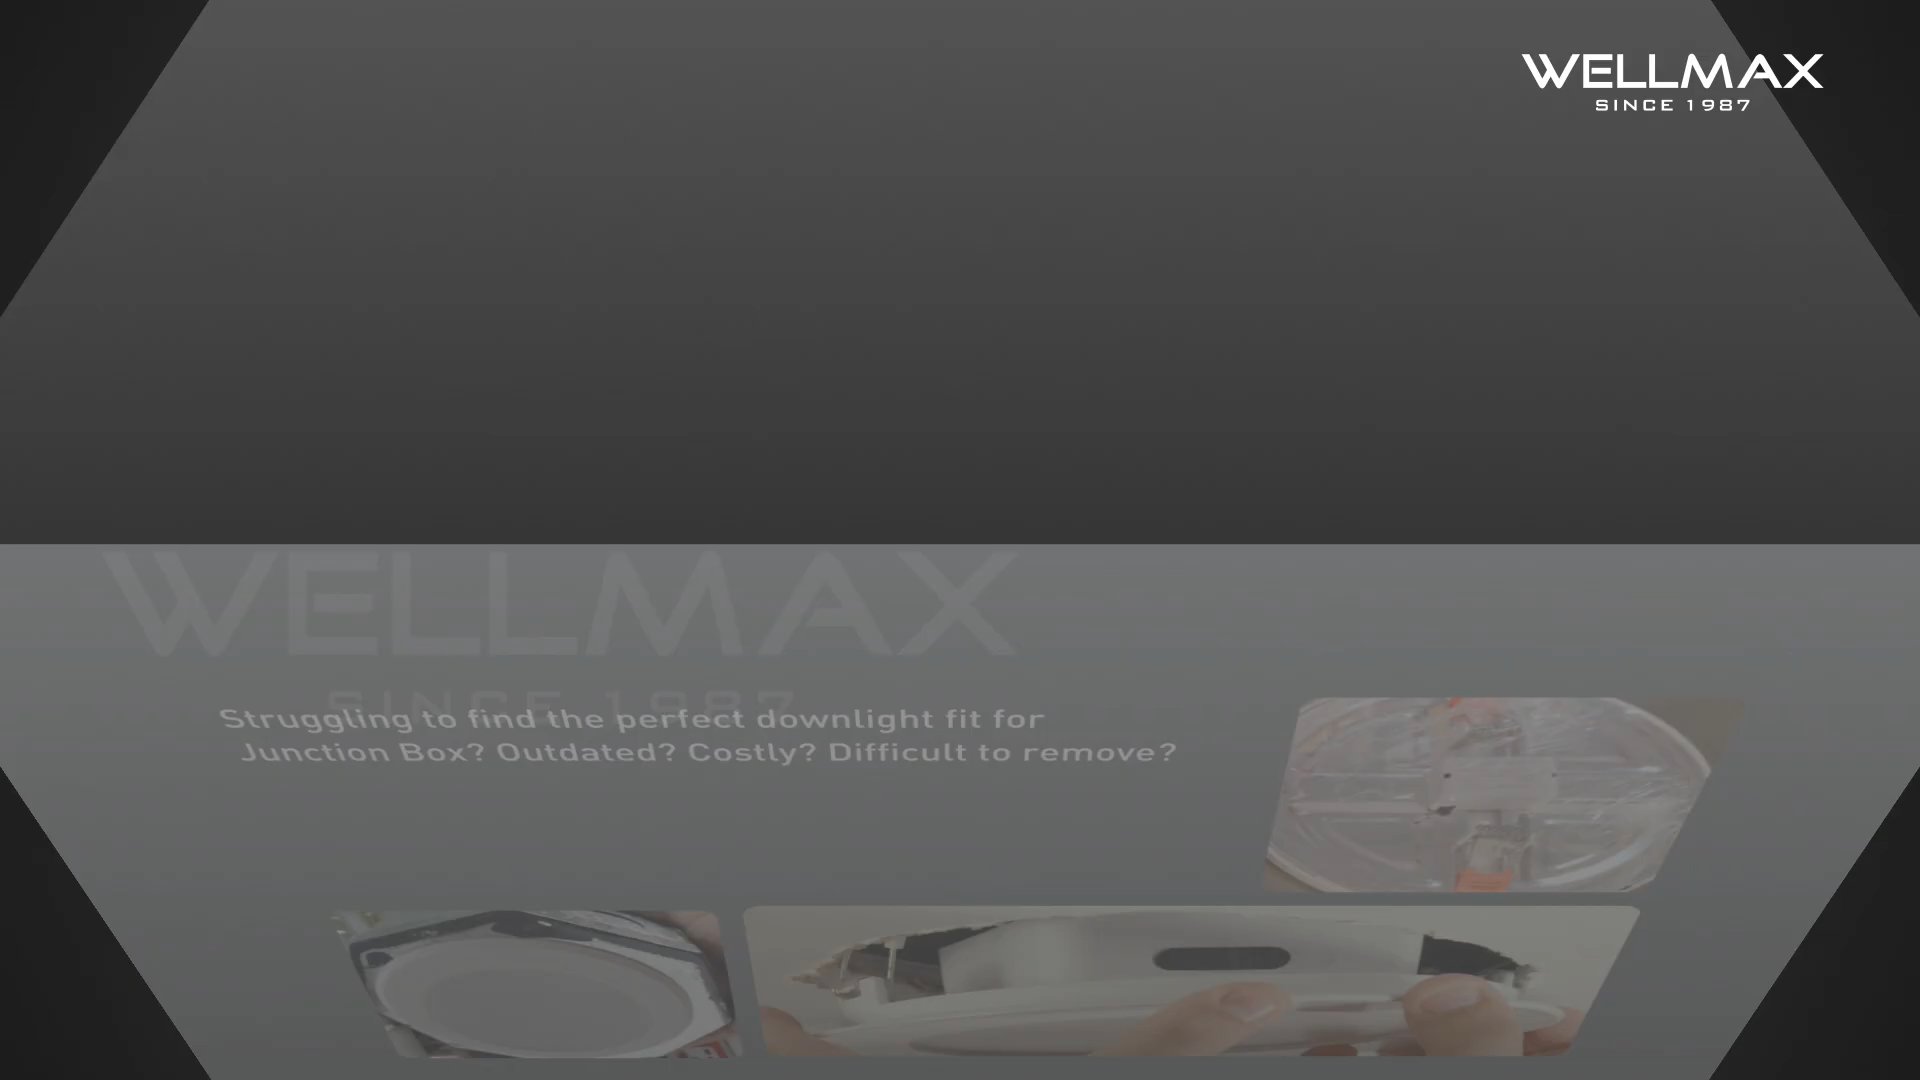 WELLMAX
SINCE 1987
WELLMAX
SINCE 1987
Struggling to find the perfect downlight fit for
Junction Box? Outdated? Costly? Difficult to remove?